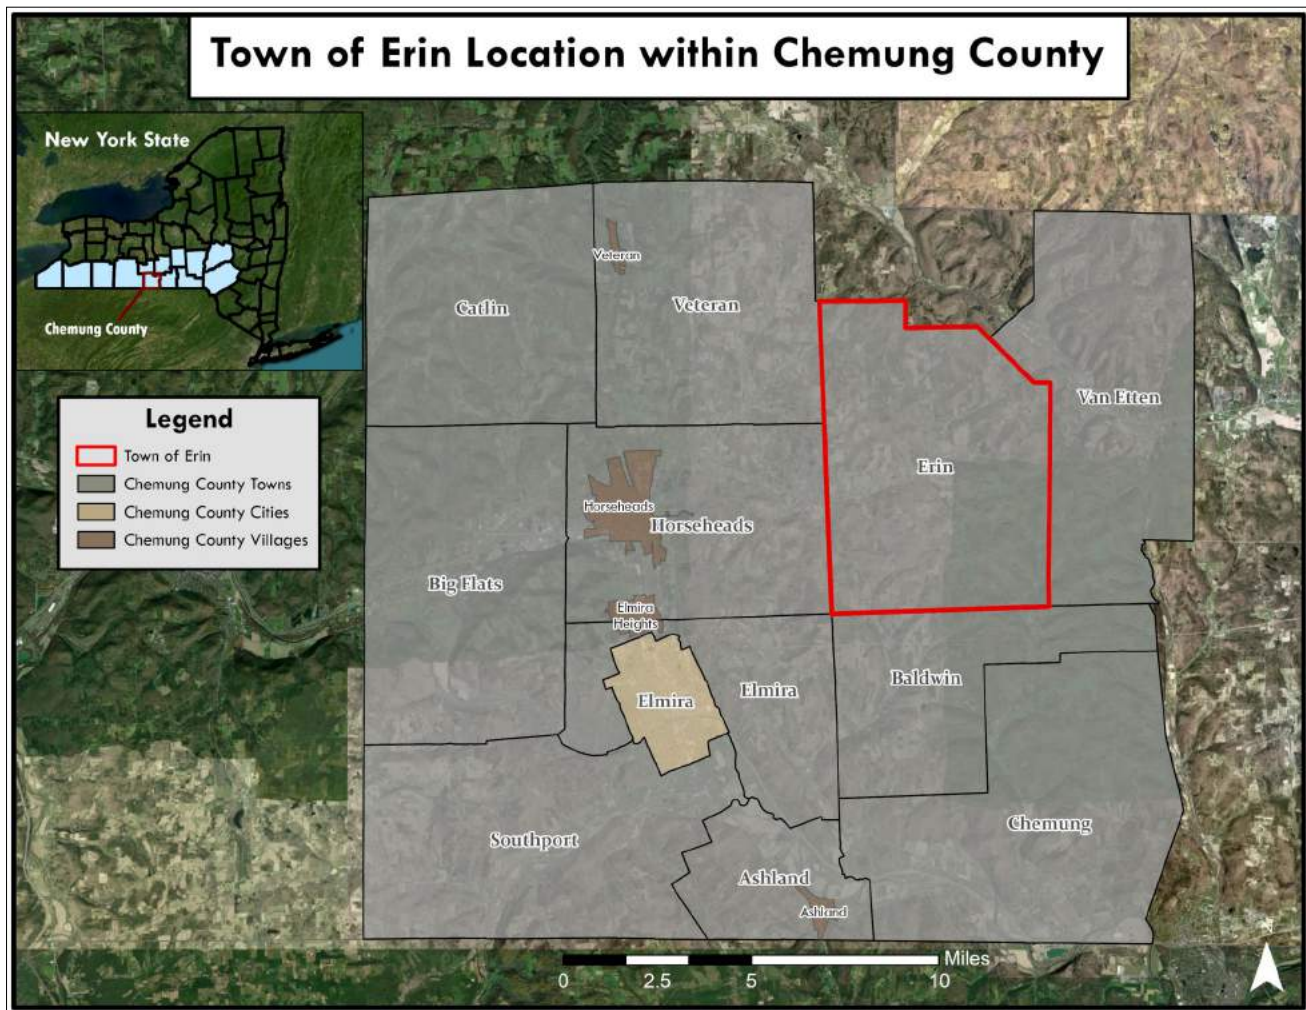 Town of Erin Location within Chemung County
New York State
Chemung County
Legend
Town of Erin
Chemung County Towns
Chemung County Cities
Chemung County Villages
Veteran
Catlin
Veteran
Van Etten
Erin
Horseheads
Horseheads
Big Flats
Elmira
Heights
Baldwin
Elmira
Elmira
Chemung
Southport
Ashland
Ashland
Miles
0
2.5
5
10